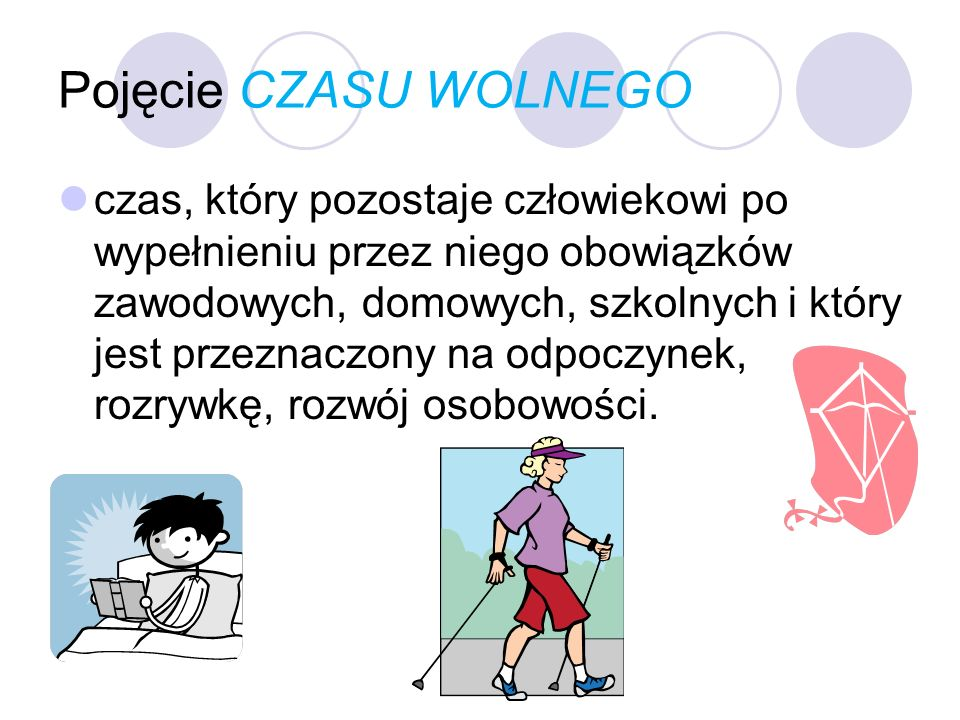 Pojęcie CZASU WOLNEGO
czas, który pozostaje człowiekowi po
wypełnieniu przez niego obowiązków
zawodowych, domowych, szkolnych i który
jest przeznaczony na odpoczynek,
rozrywkę, rozwój osobowości.